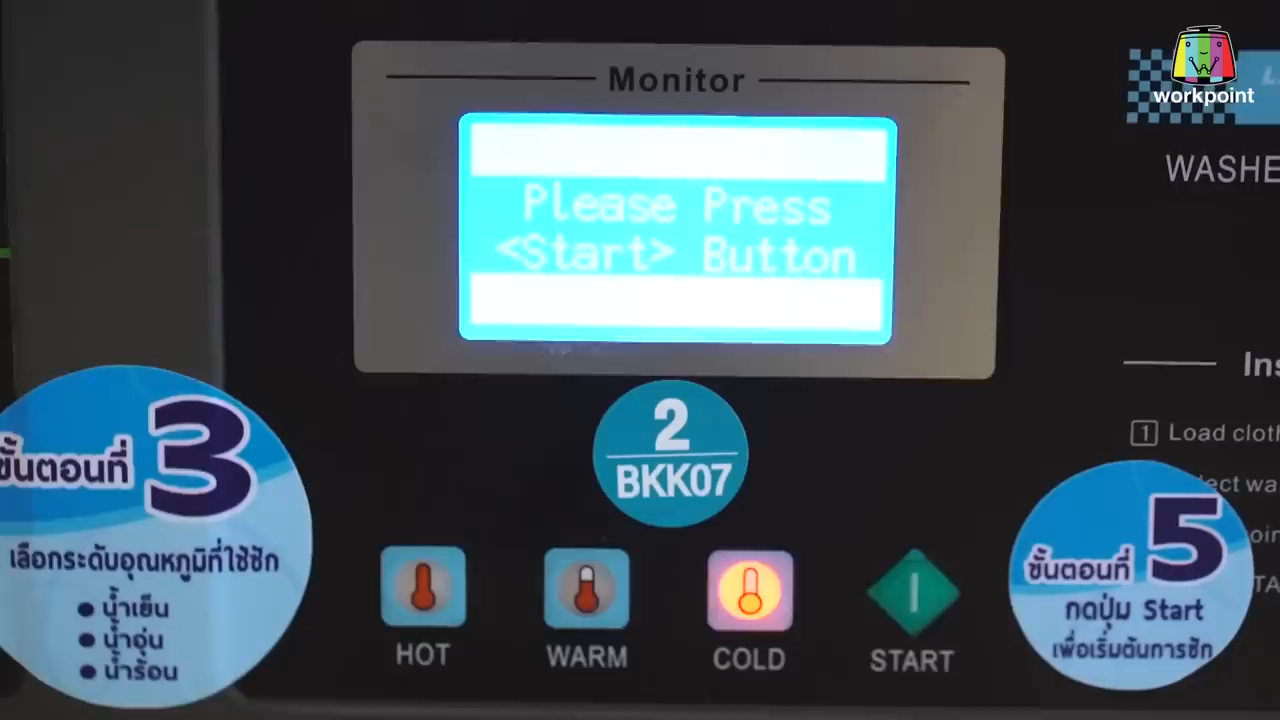 Monitor
Please Press
<Start> Button
workpoint
WASHE
2
BKK07
ขั้นตอนที่ 3
เลือกระดับอุณหภูมิที่ใช้ซัก
● น้ำเย็น
● น้ำอุ่น
● น้ำร้อน
HOT
WARM
COLD
START
Ins
1 Load cloth
ect wa
oin
TA
ขั้นตอนที่ 5
กดปุ่ม Start
เพื่อเริ่มต้นการซัก